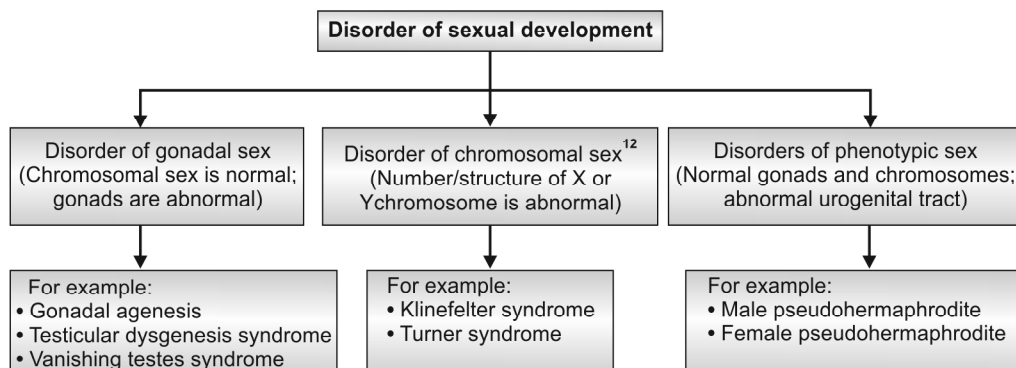 Disorder of sexual development
Disorder of gonadal sex
(Chromosomal sex is normal;
gonads are abnormal)
Disorder of chromosomal sex12
(Number/structure of X or
Ychromosome is abnormal)
Disorders of phenotypic sex
(Normal gonads and chromosomes;
abnormal urogenital tract)
For example:
• Gonadal agenesis
• Testicular dysgenesis syndrome
• Vanishing testes syndrome
For example:
• Klinefelter syndrome
• Turner syndrome
For example:
• Male pseudohermaphrodite
• Female pseudohermaphrodite